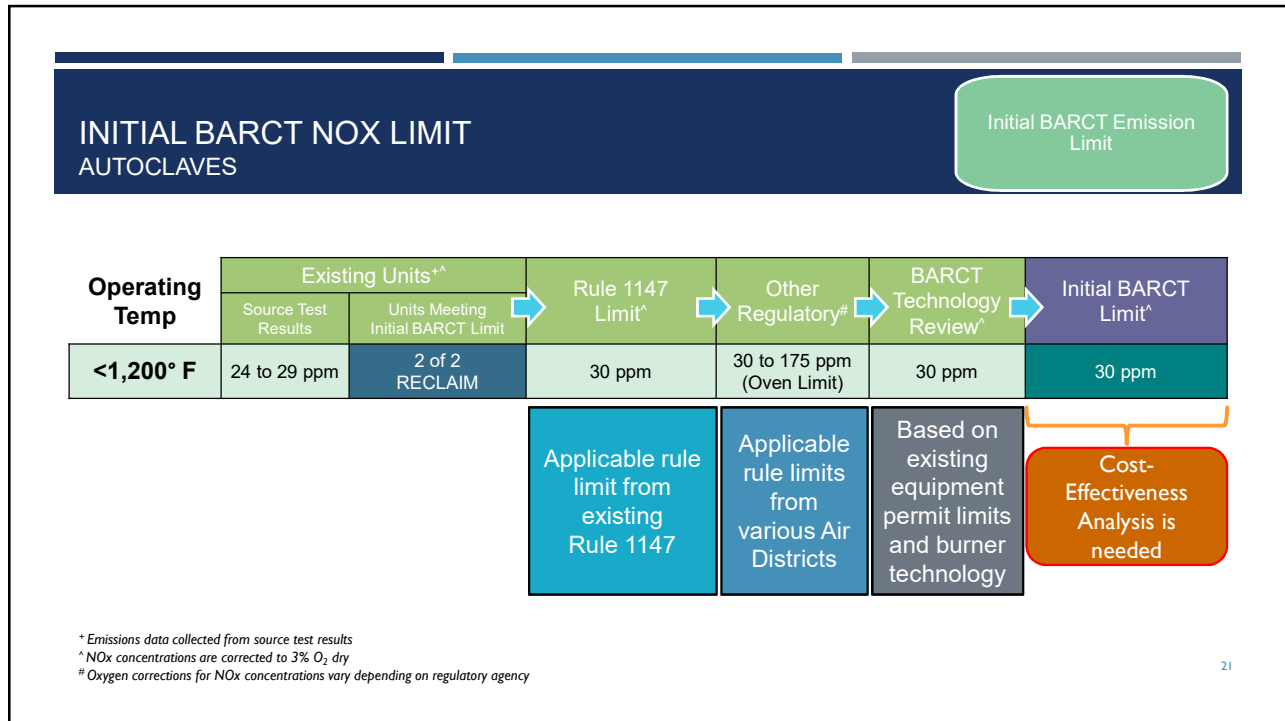 INITIAL BARCT NOX LIMIT
AUTOCLAVES
Initial BARCT Emission
Limit
Operating
Temp
Existing Units+^
Source Test
Results
Units Meeting
Initial BARCT Limit
Rule 1147
Limit^
Other
Regulatory#
BARCT
Technology
Review^
Initial BARCT
Limit^
<1,200° F
24 to 29 ppm
2 of 2
RECLAIM
30 ppm
30 to 175 ppm
(Oven Limit)
30 ppm
30 ppm
Applicable rule
limit from
existing
Rule 1147
Applicable
rule limits
from
various Air
Districts
Based on
existing
equipment
permit limits
and burner
technology
Cost-
Effectiveness
Analysis is
needed
+ Emissions data collected from source test results
^ NOx concentrations are corrected to 3% O2 dry
# Oxygen corrections for NOx concentrations vary depending on regulatory agency
21